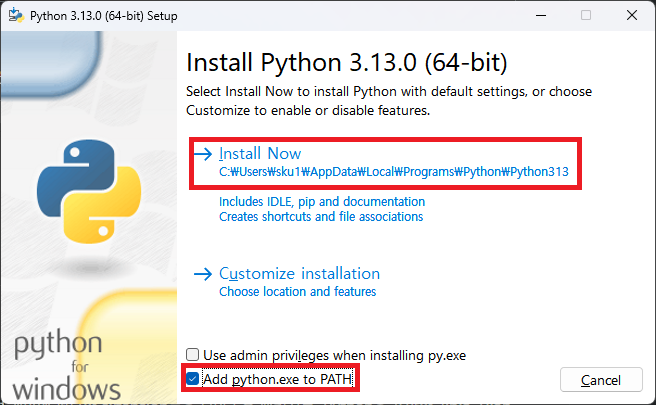 Python 3.13.0 (64-bit) Setup
Install Python 3.13.0 (64-bit)
Select Install Now to install Python with default settings, or choose
Customize to enable or disable features.
Install Now
C:₩Users₩sku1₩AppData₩Local₩Programs₩Python₩Python313
Includes IDLE, pip and documentation
Creates shortcuts and file associations
Customize installation
Choose location and features
Use admin privileges when installing py.exe
Add python.exe to PATH
Cancel
python
for
windows